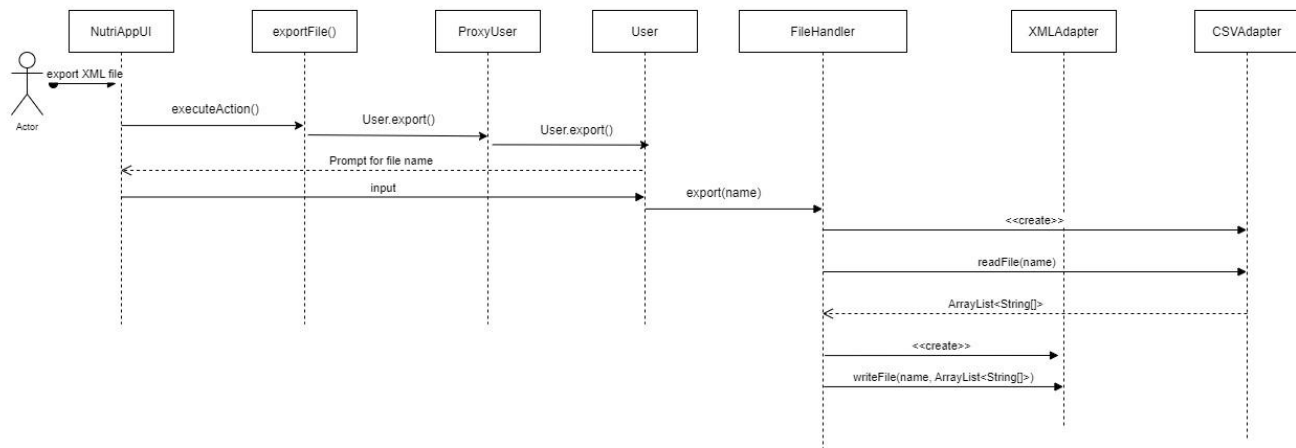 NutriAppUI
exportFile()
ProxyUser
User
FileHandler
XMLAdapter
CSVAdapter
export XML file
Actor
executeAction()
User.export()
User.export()
Prompt for file name
input
export(name)
<<create>>
readFile(name)
ArrayList<String[]>
<<create>>
writeFile(name, ArrayList<String[]>)